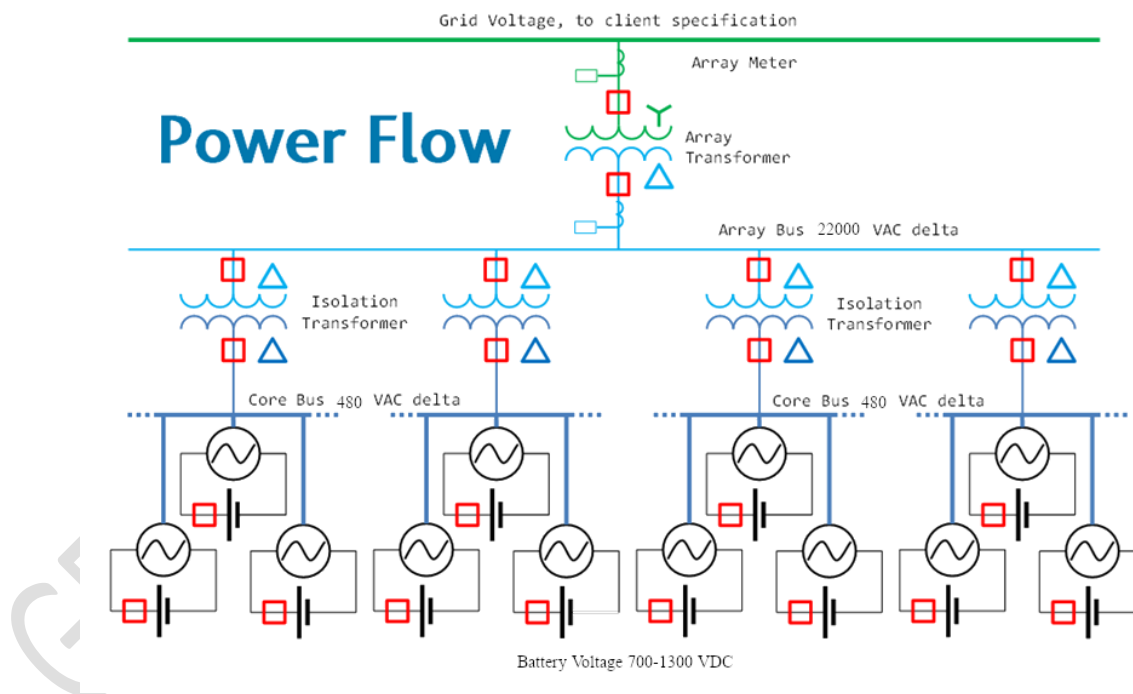 Grid Voltage, to client specification
Array Meter
Power Flow
Array
Transformer
Array Bus 22000 VAC delta
Isolation
Transformer
Isolation
Transformer
Core Bus 480 VAC delta
Core Bus 480 VAC delta
Battery Voltage 700-1300 VDC